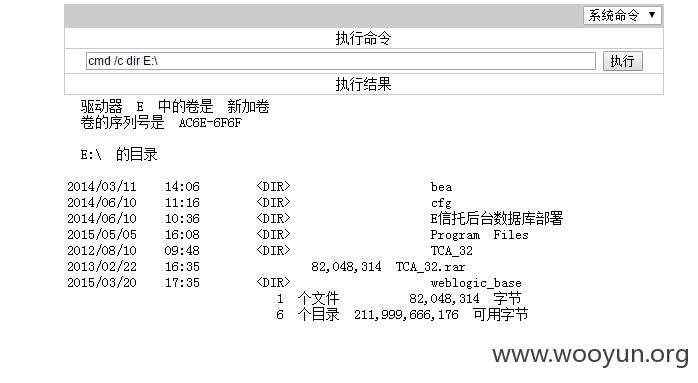 系统命令
执行命令
cmd /c dir E:\ 执行
执行结果
驱动器 E 中的卷是 新加卷
卷的序列号是 AC6E-6F6F
E:\ 的目录
2014/03/11 14:06 <DIR> bea
2014/06/10 11:16 <DIR> cfg
2014/06/10 10:36 <DIR> E信托后台数据库部署
2015/05/05 16:08 <DIR> Program Files
2012/08/10 09:48 <DIR> TCA_32
2013/02/22 16:35 82,048,314 TCA_32.rar
2015/03/20 17:35 <DIR> weblogic_base
1 个文件 82,048,314 字节
6 个目录 211,999,666,176 可用字节
www.wooyun.org